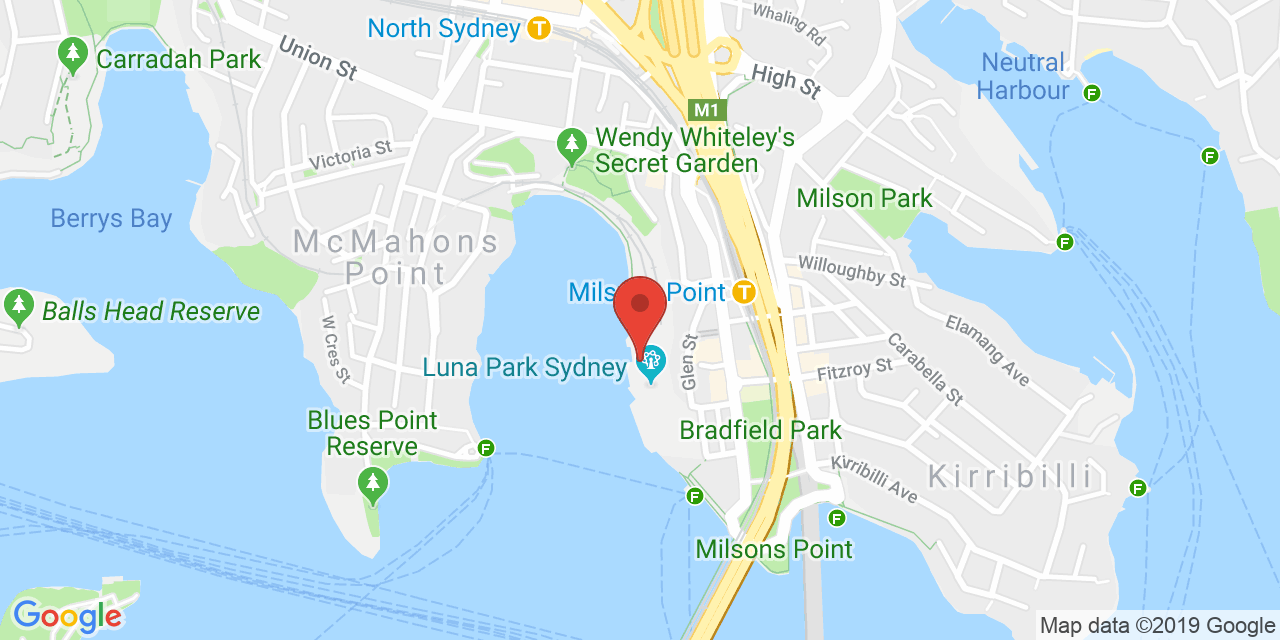 Whaling Rd
North Sydney T
Union St
Carradah Park
High St
Neutral
Harbour
F
M1
Wendy Whiteley's
Secret Garden
Victoria St
F
Berrys Bay
Milson Park
McMahons
Point
F
Willoughby St
Point T
Balls Head Reserve
Elamang Ave
W Cres St
Glen St
Carabella St
Luna Park Sydney
Fitzroy St
Blues Point
Reserve
Bradfield Park
F
Kirribilli Ave
Kirribilli
F
F
F
Milsons Point
Google
Map data ©2019 Google